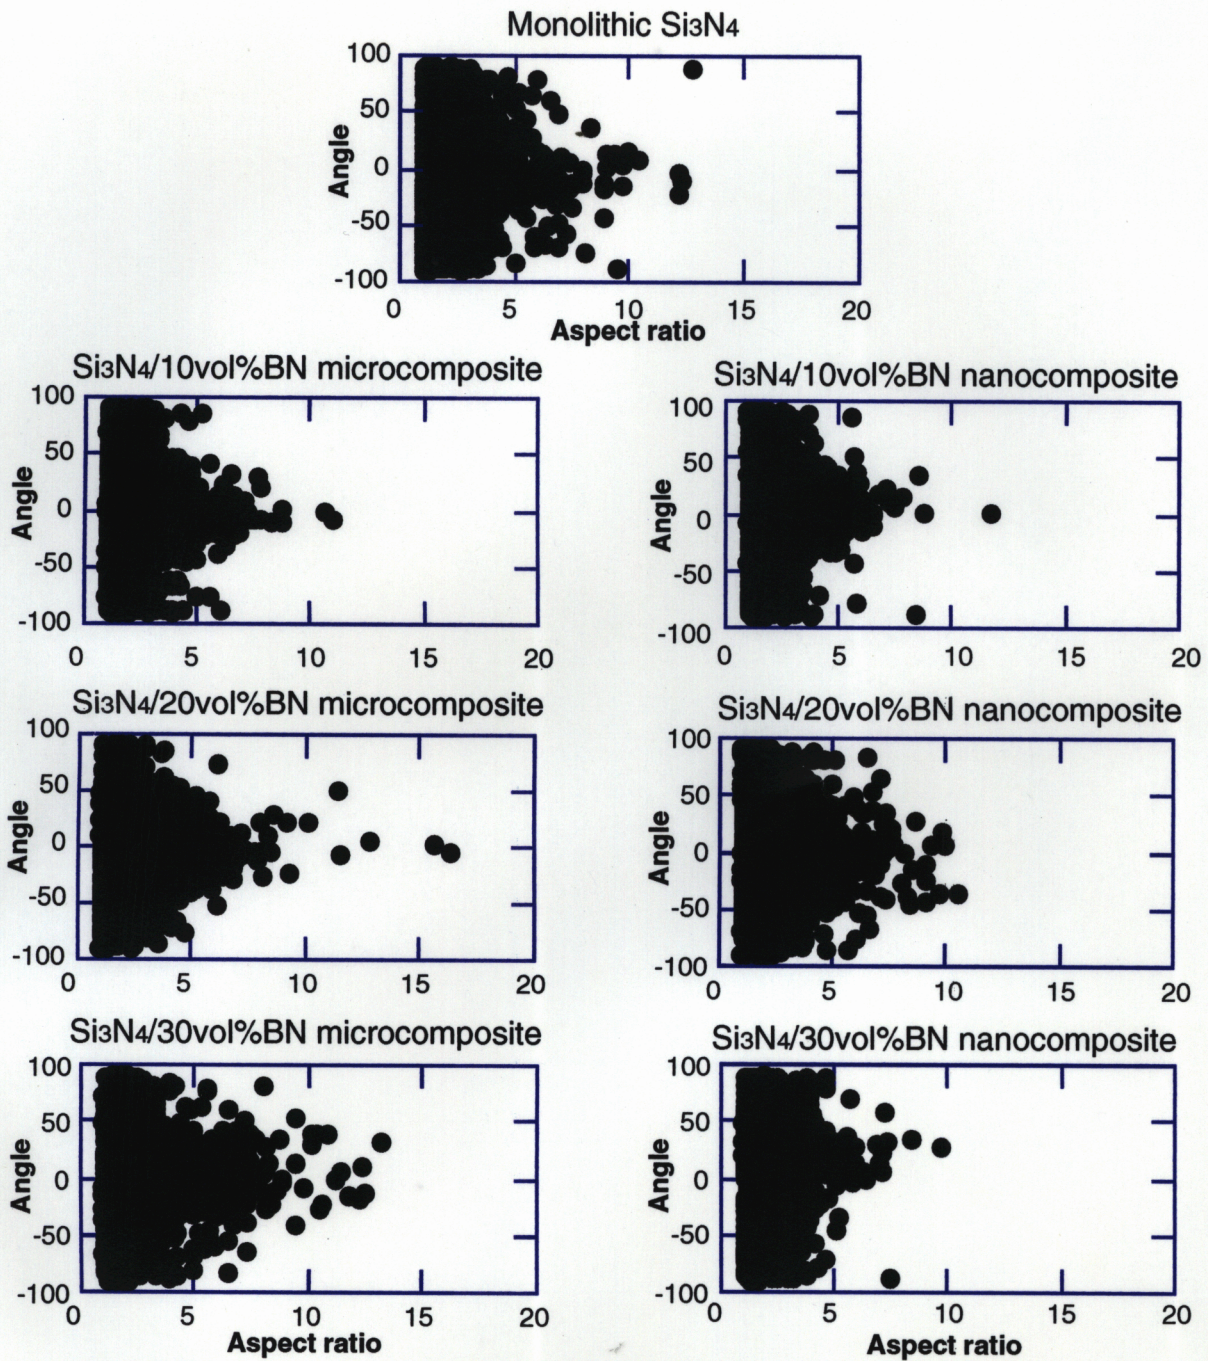 Monolithic Si3N4
100
50
0
-50
-100
Angle
0 5 10 15 20
Aspect ratio
Si3N4/10vol%BN microcomposite
100
50
0
-50
-100
Angle
0 5 10 15 20
Si3N4/10vol%BN nanocomposite
100
50
0
-50
-100
Angle
0 5 10 15 20
Si3N4/20vol%BN microcomposite
100
50
0
-50
-100
Angle
0 5 10 15 20
Si3N4/20vol%BN nanocomposite
100
50
0
-50
-100
Angle
0 5 10 15 20
Si3N4/30vol%BN microcomposite
100
50
0
-50
-100
Angle
0 5 10 15 20
Aspect ratio
Si3N4/30vol%BN nanocomposite
100
50
0
-50
-100
Angle
0 5 10 15 20
Aspect ratio